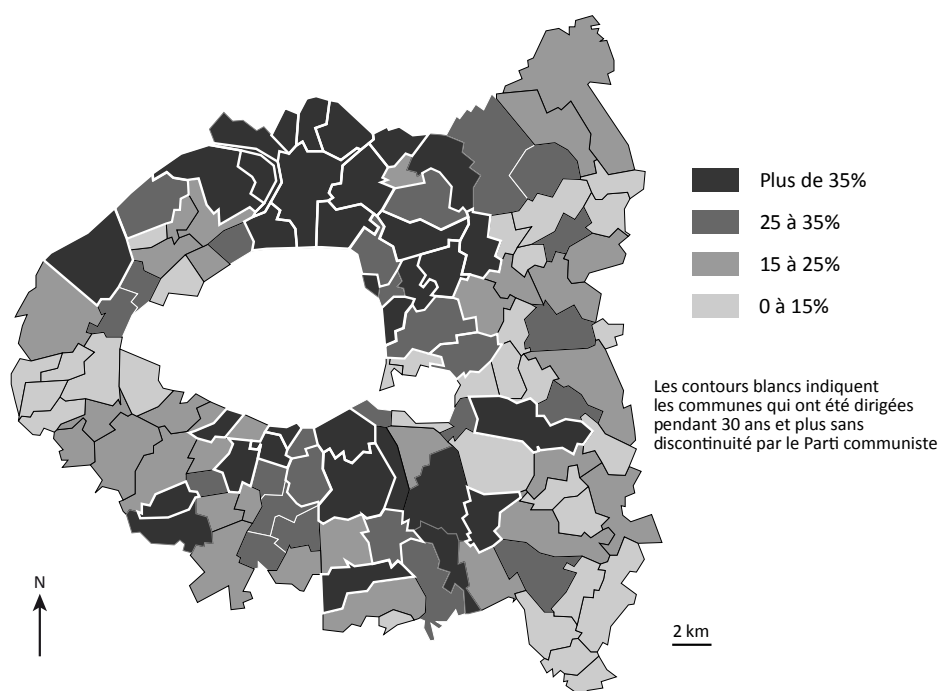 Plus de 35%
25 à 35%
15 à 25%
0 à 15%
Les contours blancs indiquent
les communes qui ont été dirigées
pendant 30 ans et plus sans
discontinuité par le Parti communiste
N
2 km